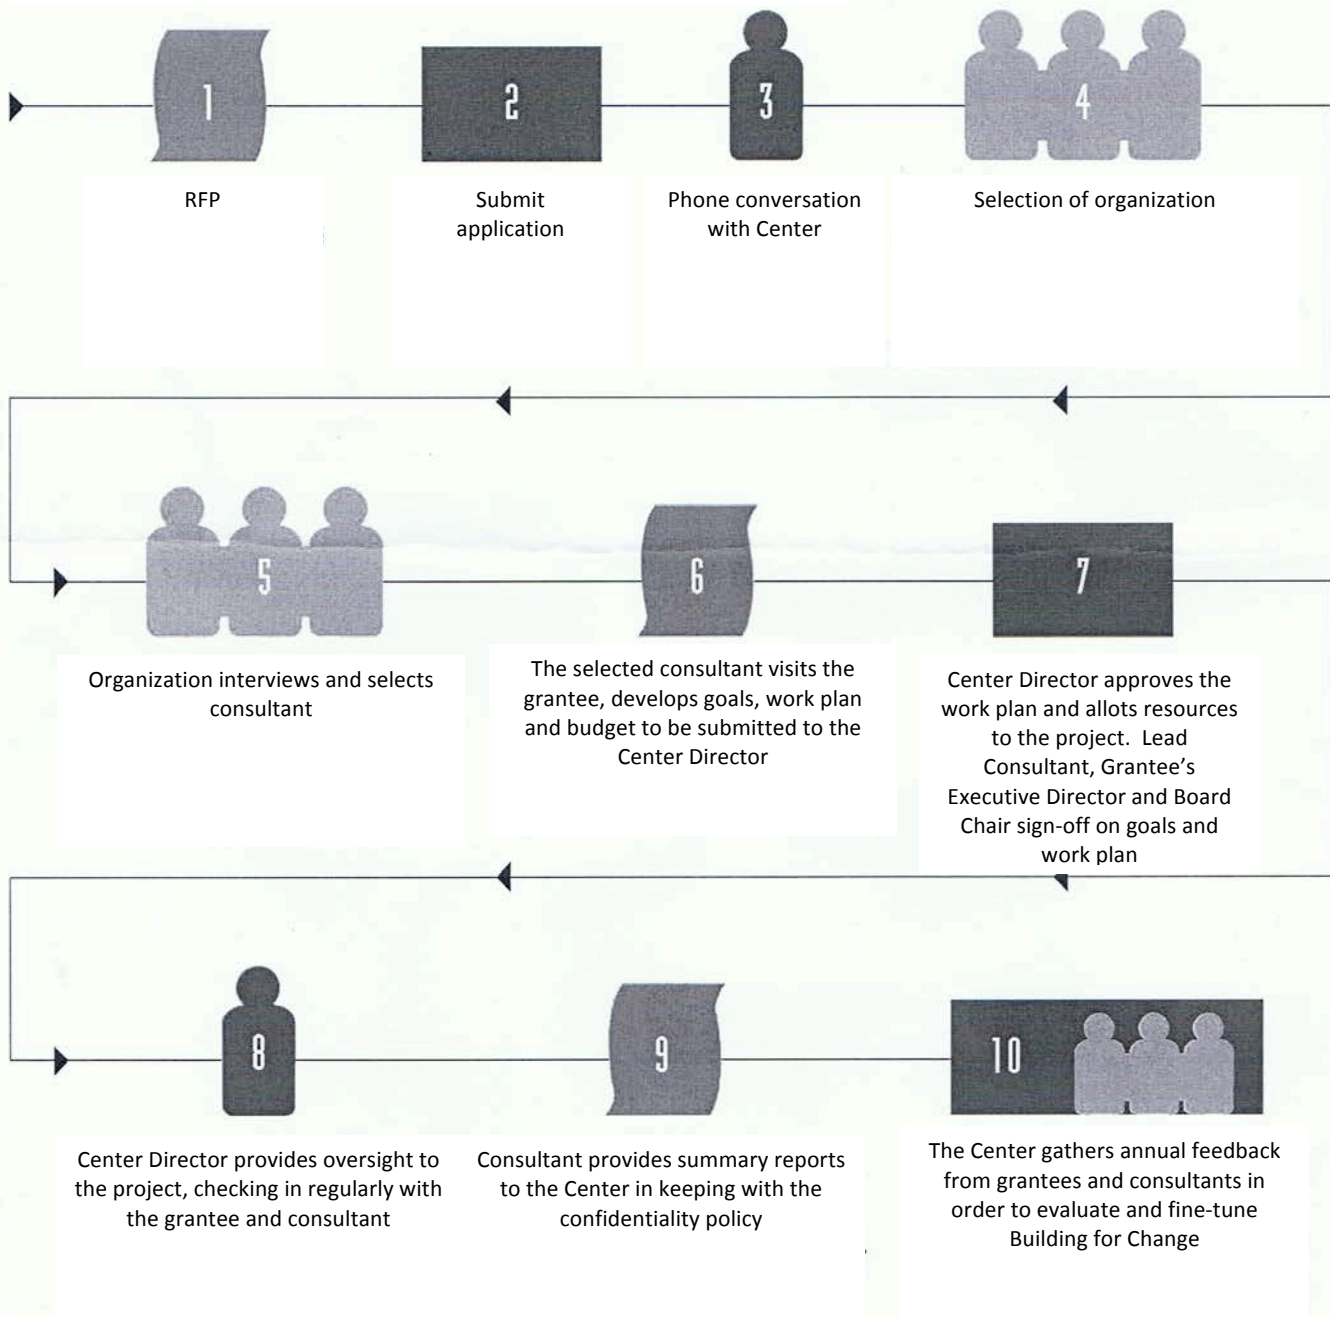 1
2
3
4
RFP
Submit
application
Phone conversation
with Center
Selection of organization
5
6
7
Organization interviews and selects
consultant
The selected consultant visits the
grantee, develops goals, work plan
and budget to be submitted to the
Center Director
Center Director approves the
work plan and allots resources
to the project.  Lead
Consultant, Grantee’s
Executive Director and Board
Chair sign-off on goals and
work plan
8
9
10
Center Director provides oversight to
the project, checking in regularly with
the grantee and consultant
Consultant provides summary reports
to the Center in keeping with the
confidentiality policy
The Center gathers annual feedback
from grantees and consultants in
order to evaluate and fine-tune
Building for Change